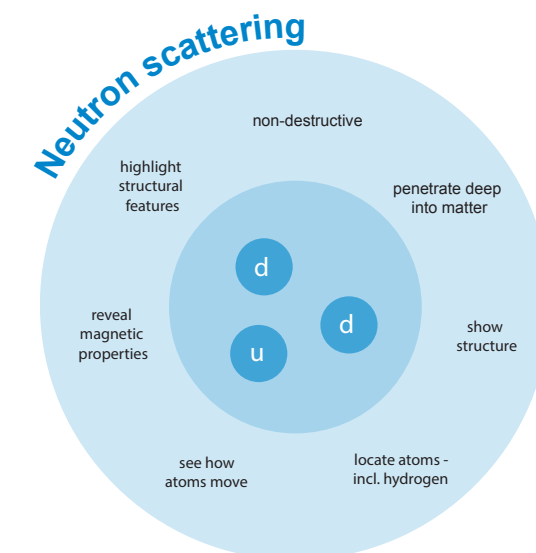 Neutron scattering
non-destructive
highlight
structural
features
penetrate deep
into matter
d
d
u
reveal
magnetic
properties
show
structure
see how
atoms move
locate atoms -
incl. hydrogen